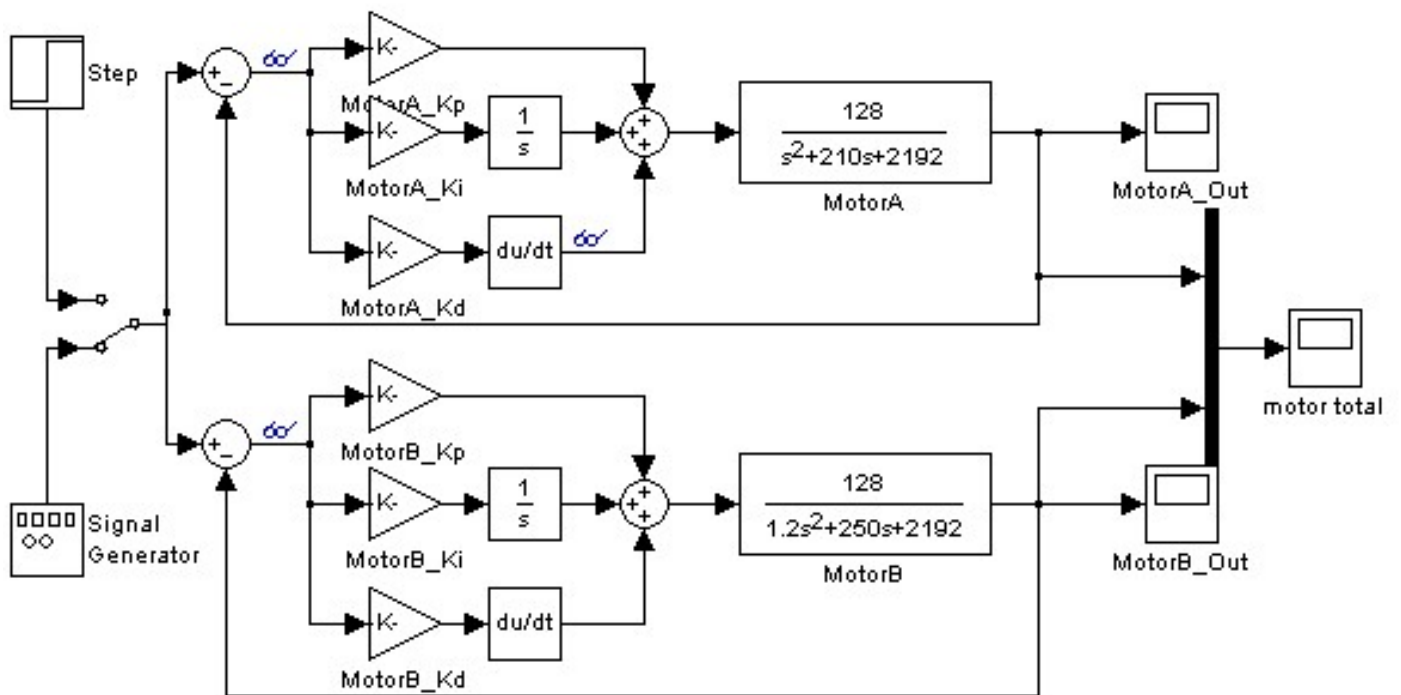 Step
K-
MotorA_Kp
K-
1
s
MotorA_Ki
K-
du/dt
MotorA_Kd
128
s²+210s+2192
MotorA
MotorA_Out
motor total
K-
MotorB_Kp
K-
1
s
MotorB_Ki
K-
du/dt
MotorB_Kd
128
1.2s²+250s+2192
MotorB
MotorB_Out
Signal
Generator